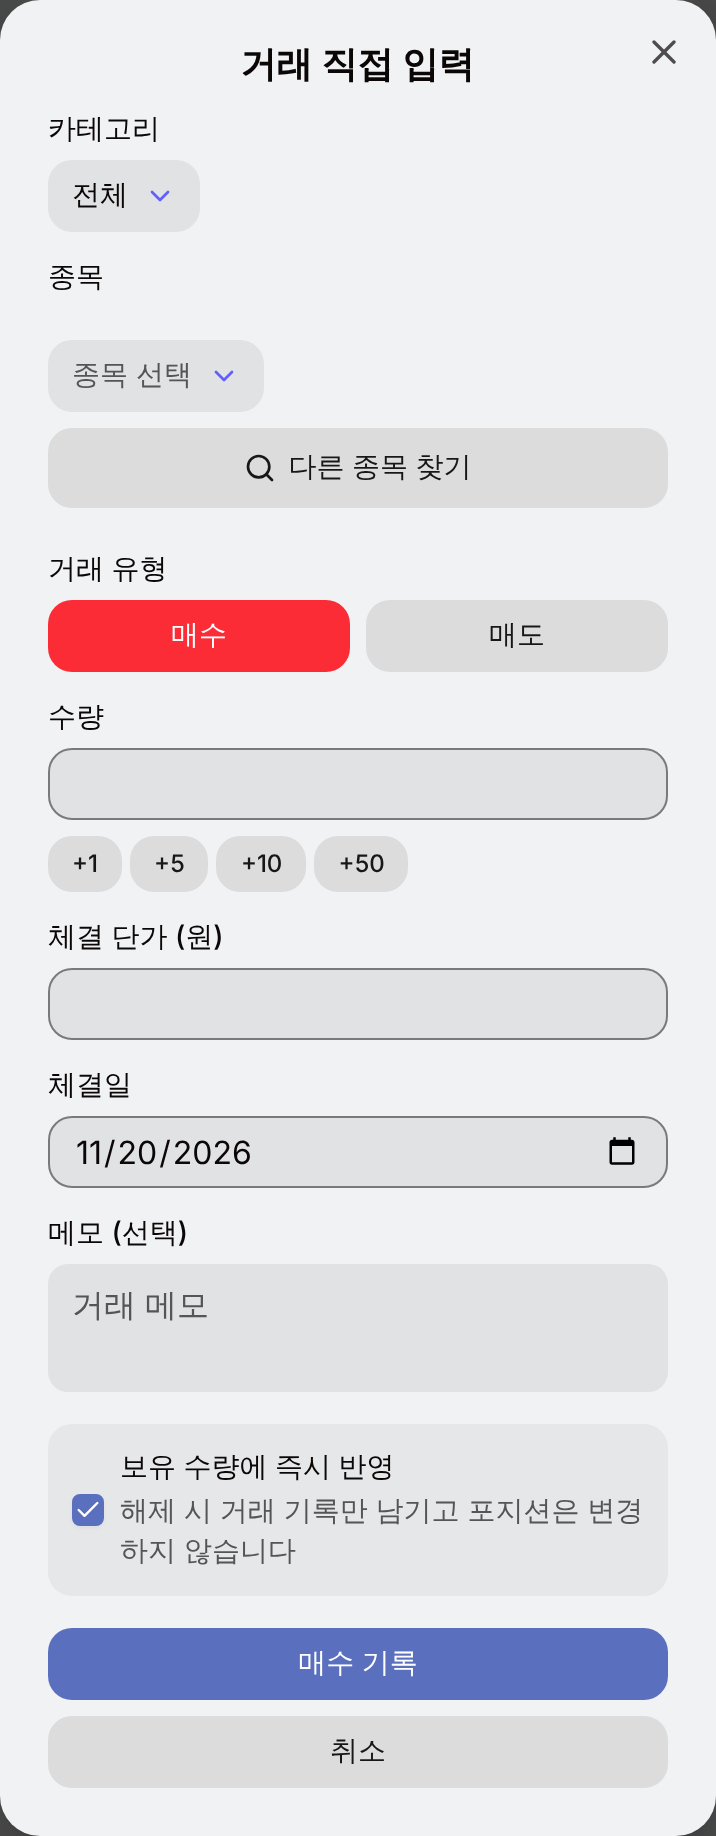 거래 직접 입력
카테고리
전체
종목
종목 선택
다른 종목 찾기
거래 유형
매수
매도
수량
+1
+5
+10
+50
체결 단가 (원)
체결일
11/20/2026
메모 (선택)
거래 메모
보유 수량에 즉시 반영
해제 시 거래 기록만 남기고 포지션은 변경
하지 않습니다
매수 기록
취소